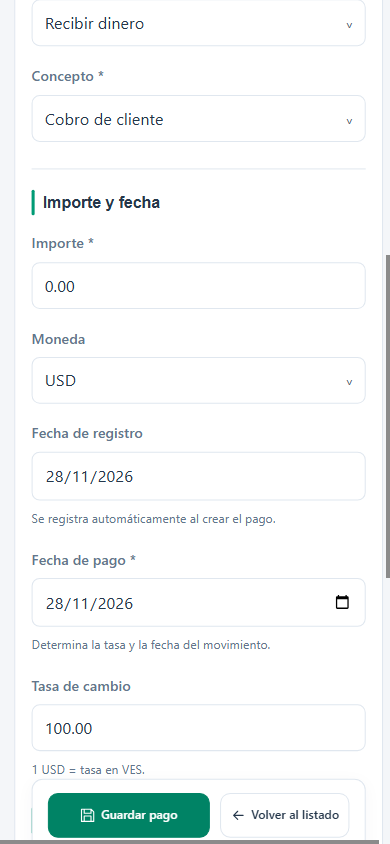 Recibir dinero
Concepto *
Cobro de cliente
Importe y fecha
Importe *
0.00
Moneda
USD
Fecha de registro
28/11/2026
Se registra automáticamente al crear el pago.
Fecha de pago *
28/11/2026
Determina la tasa y la fecha del movimiento.
Tasa de cambio
100.00
1 USD = tasa en VES.
Guardar pago
Volver al listado